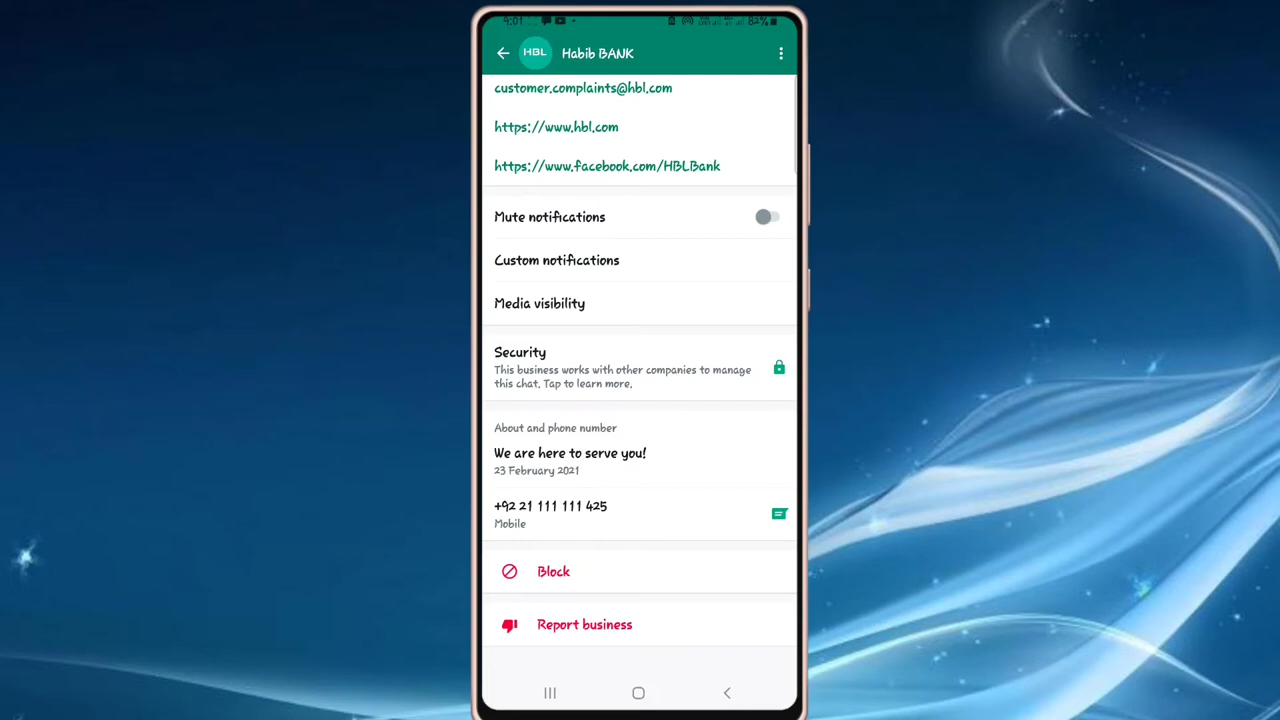 9:01 82%
HBL Habib BANK
customer.complaints@hbl.com
https://www.hbl.com
https://www.facebook.com/HBLBank
Mute notifications
Custom notifications
Media visibility
Security
This business works with other companies to manage
this chat. Tap to learn more.
About and phone number
We are here to serve you!
23 February 2021
+92 21 111 111 425
Mobile
Block
Report business